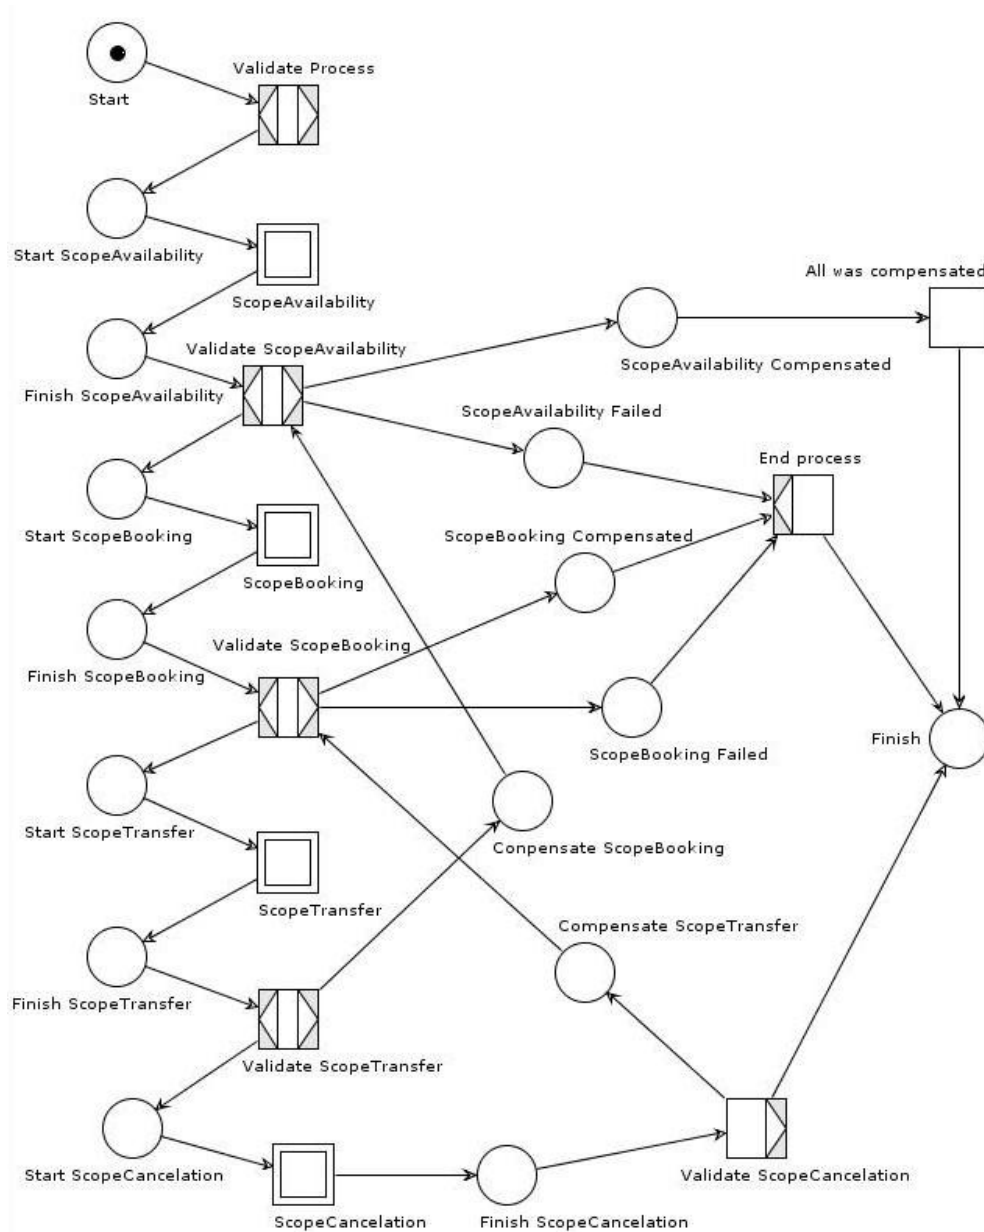 Validate Process
Start
Start ScopeAvailability
ScopeAvailability
All was compensated
Validate ScopeAvailability
ScopeAvailability Compensated
Finish ScopeAvailability
ScopeAvailability Failed
End process
Start ScopeBooking
ScopeBooking Compensated
ScopeBooking
Validate ScopeBooking
Finish ScopeBooking
Finish
ScopeBooking Failed
Start ScopeTransfer
Conpensate ScopeBooking
ScopeTransfer
Compensate ScopeTransfer
Finish ScopeTransfer
Validate ScopeTransfer
Start ScopeCancelation
Validate ScopeCancelation
ScopeCancelation
Finish ScopeCancelation